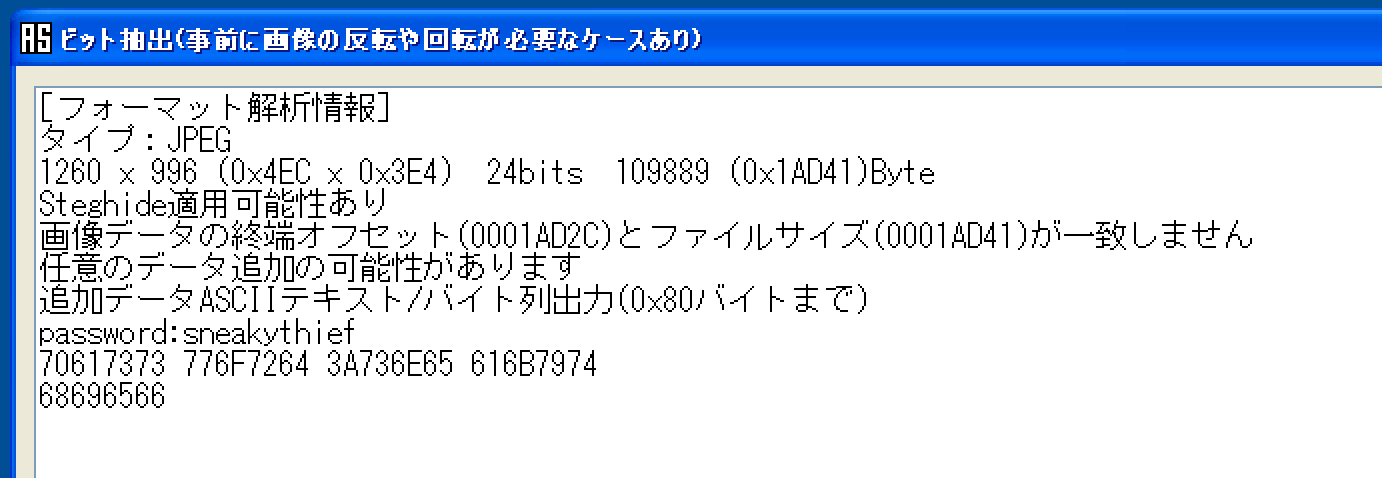 AS ビット抽出(事前に画像の反転や回転が必要なケースあり)
[フォーマット解析情報]
タイプ：JPEG
1260 x 996 (0x4EC x 0x3E4)  24bits  109889 (0x1AD41)Byte
Steghide適用可能性あり
画像データの終端オフセット(0001AD2C)とファイルサイズ(0001AD41)が一致しません
任意のデータ追加の可能性があります
追加データASCIIテキスト/バイト列出力(0x80バイトまで)
password:sneakythief
70617373 776F7264 3A736E65 616B7974
68696566